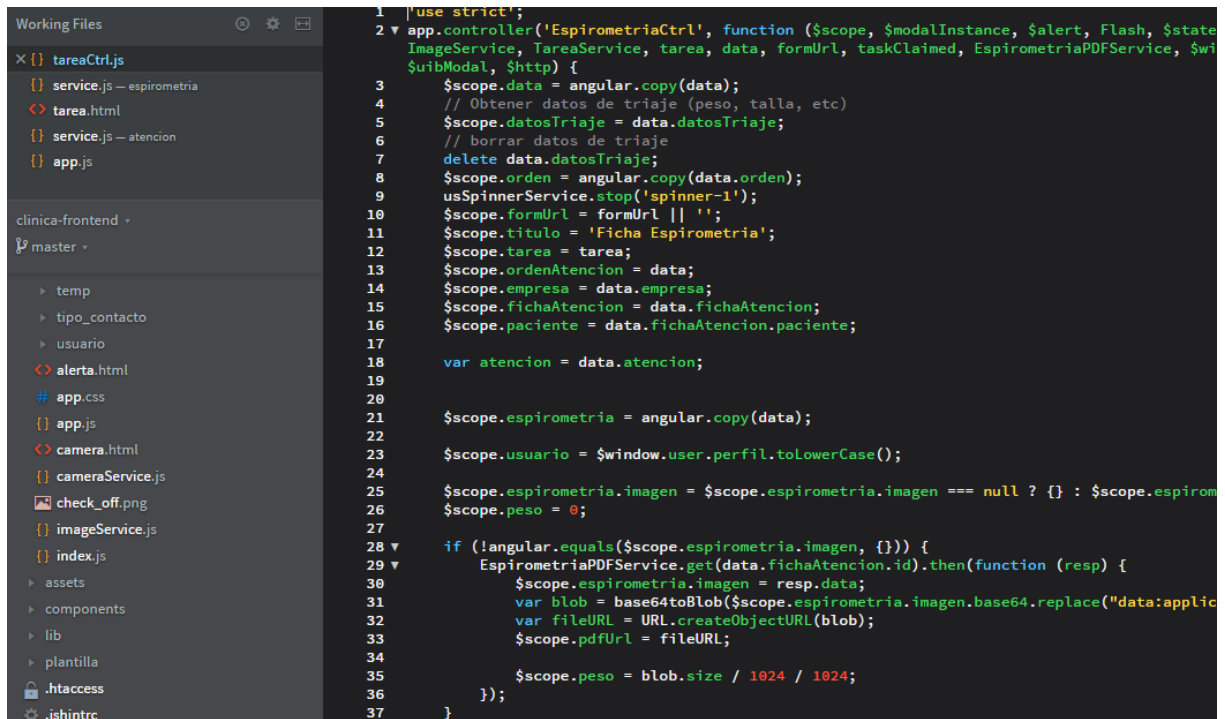 Working Files
tareaCtrl.js
service.js — espirometria
tarea.html
service.js — atencion
app.js
clinica-frontend
master
temp
tipo_contacto
usuario
alerta.html
app.css
app.js
camera.html
cameraService.js
check_off.png
imageService.js
index.js
assets
components
lib
plantilla
.htaccess
.jshintrc
1 'use strict';
2 app.controller('EspirometriaCtrl', function ($scope, $modalInstance, $alert, Flash, $state
ImageService, TareaService, tarea, data, formUrl, taskClaimed, EspirometriaPDFService, $wi
$uibModal, $http) {
3 $scope.data = angular.copy(data);
4 // Obtener datos de triaje (peso, talla, etc)
5 $scope.datosTriaje = data.datosTriaje;
6 // borrar datos de triaje
7 delete data.datosTriaje;
8 $scope.orden = angular.copy(data.orden);
9 usSpinnerService.stop('spinner-1');
10 $scope.formUrl = formUrl || '';
11 $scope.titulo = 'Ficha Espirometria';
12 $scope.tarea = tarea;
13 $scope.ordenAtencion = data;
14 $scope.empresa = data.empresa;
15 $scope.fichaAtencion = data.fichaAtencion;
16 $scope.paciente = data.fichaAtencion.paciente;
17
18 var atencion = data.atencion;
19
20
21 $scope.espirometria = angular.copy(data);
22
23 $scope.usuario = $window.user.perfil.toLowerCase();
24
25 $scope.espirometria.imagen = $scope.espirometria.imagen === null ? {} : $scope.espirom
26 $scope.peso = 0;
27
28 if (!angular.equals($scope.espirometria.imagen, {})) {
29 EspirometriaPDFService.get(data.fichaAtencion.id).then(function (resp) {
30 $scope.espirometria.imagen = resp.data;
31 var blob = base64toBlob($scope.espirometria.imagen.base64.replace("data:applic
32 var fileURL = URL.createObjectURL(blob);
33 $scope.pdfUrl = fileURL;
34
35 $scope.peso = blob.size / 1024 / 1024;
36 });
37 }